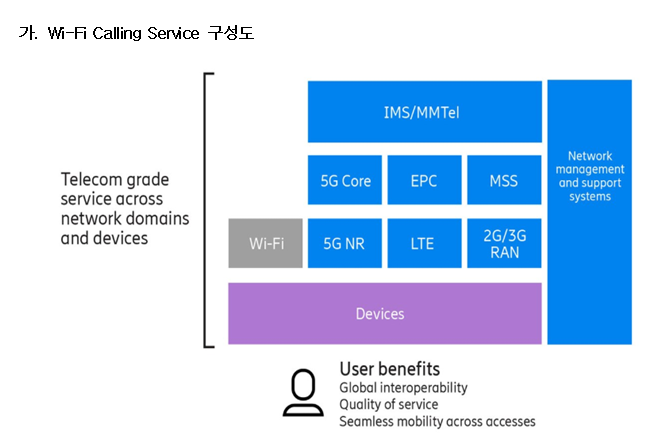 가. Wi-Fi Calling Service 구성도
Telecom grade
service across
network domains
and devices
IMS/MMTel
5G Core
EPC
MSS
Wi-Fi
5G NR
LTE
2G/3G
RAN
Devices
Network
management
and support
systems
User benefits
Global interoperability
Quality of service
Seamless mobility across accesses